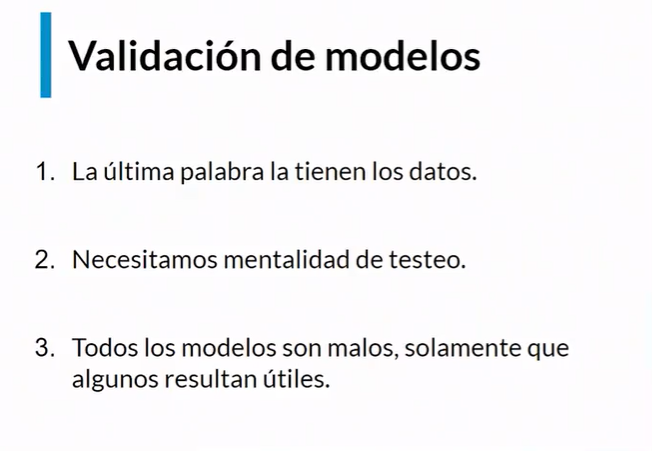 Validación de modelos
1. La última palabra la tienen los datos.
2. Necesitamos mentalidad de testeo.
3. Todos los modelos son malos, solamente que
algunos resultan útiles.